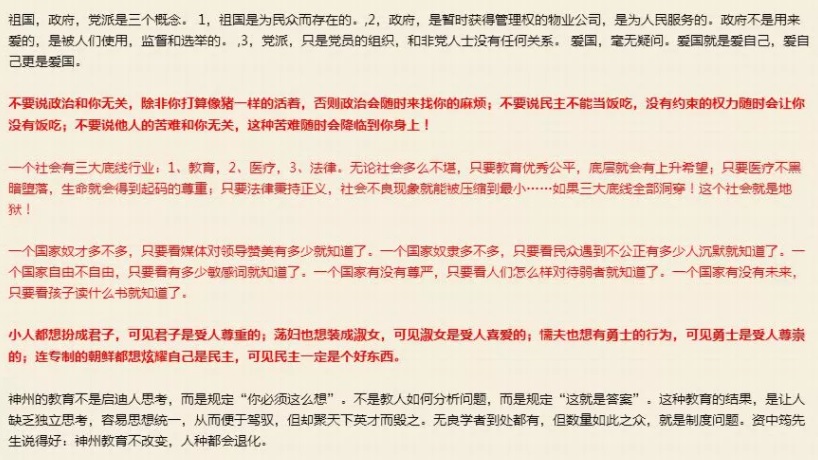 祖国，政府，党派是三个概念。 1，祖国是为民众而存在的。,2，政府，是暂时获得管理权的物业公司，是为人民服务的。政府不是用来
爱的，是被人们使用，监督和选举的。 ,3，党派，只是党员的组织，和非党人士没有任何关系。 爱国，毫无疑问。爱国就是爱自己，爱自
己更是爱国。
不要说政治和你无关，除非你打算像猪一样的活着，否则政治会随时来找你的麻烦；不要说民主不能当饭吃，没有约束的权力随时会让你
没有饭吃；不要说他人的苦难和你无关，这种苦难随时会降临到你身上！
一个社会有三大底线行业：1、教育，2、医疗，3、法律。无论社会多么不堪，只要教育优秀公平，底层就会有上升希望；只要医疗不黑
暗堕落，生命就会得到起码的尊重；只要法律秉持正义，社会不良现象就能被压缩到最小……如果三大底线全部洞穿！这个社会就是地
狱！
一个国家奴才多不多，只要看媒体对领导赞美有多少就知道了。一个国家奴隶多不多，只要看民众遇到不公正有多少人沉默就知道了。一
个国家自由不自由，只要看有多少敏感词就知道了。一个国家有没有尊严，只要看人们怎么样对待弱者就知道了。一个国家有没有未来，
只要看孩子读什么书就知道了。
小人都想扮成君子，可见君子是受人尊重的；荡妇也想装成淑女，可见淑女是受人喜爱的；懦夫也想有勇士的行为，可见勇士是受人尊崇
的；连专制的朝鲜都想炫耀自己是民主，可见民主一定是个好东西。
神州的教育不是启迪人思考，而是规定“你必须这么想”。不是教人如何分析问题，而是规定“这就是答案”。这种教育的结果，是让人
缺乏独立思考，容易思想统一，从而便于驾驭，但却聚天下英才而毁之。无良学者到处都有，但数量如此之众，就是制度问题。资中筠先
生说得好：神州教育不改变，人种都会退化。